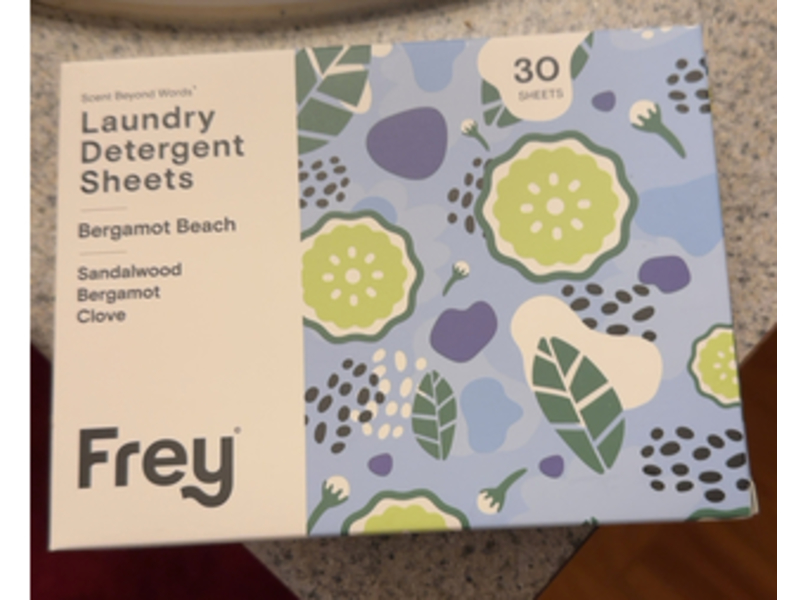 Scent Beyond Words*
Laundry
Detergent
Sheets
Bergamot Beach
Sandalwood
Bergamot
Clove
Frey®
30
SHEETS